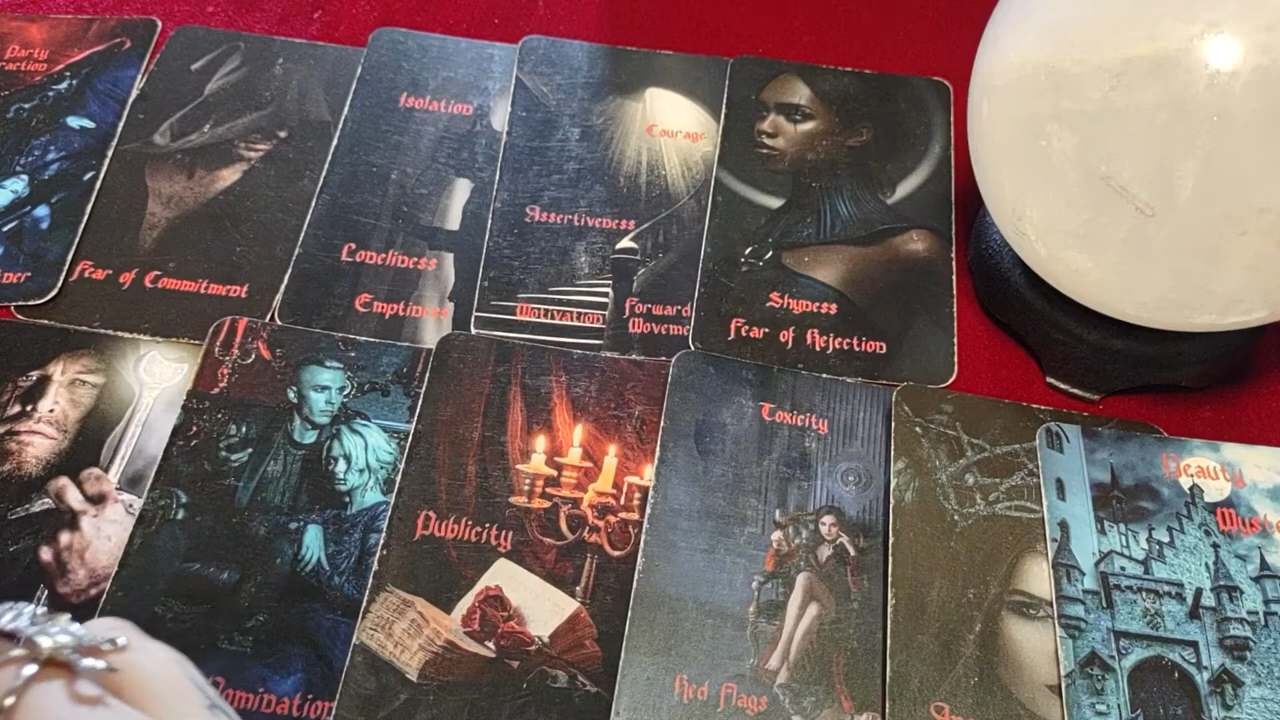 Party
Fear of Commitment
Isolation
Loneliness
Emptiness
Courage
Assertiveness
Motivation
Forward
Shyness
Fear of Rejection
Domination
Publicity
Toxicity
Red Flags
Beauty